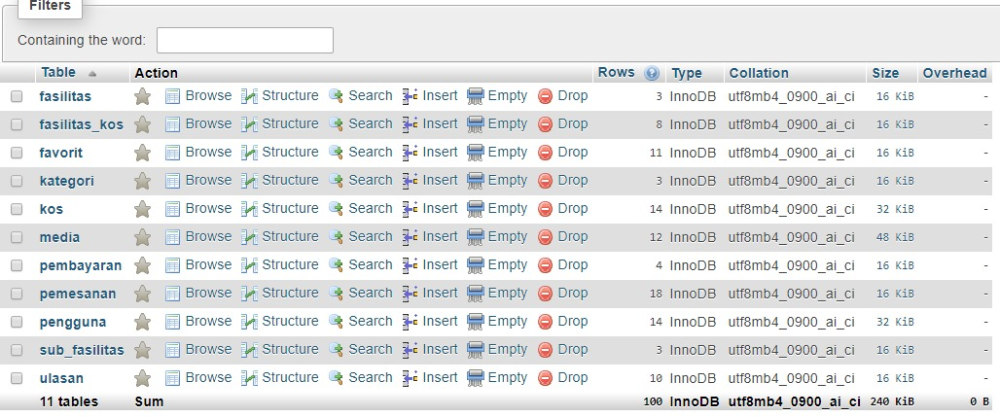 Filters
Containing the word:
Table Action Rows Type Collation Size Overhead
fasilitas Browse Structure Search Insert Empty Drop 3 InnoDB utf8mb4_0900_ai_ci 16 KiB -
fasilitas_kos Browse Structure Search Insert Empty Drop 8 InnoDB utf8mb4_0900_ai_ci 16 KiB -
favorit Browse Structure Search Insert Empty Drop 11 InnoDB utf8mb4_0900_ai_ci 16 KiB -
kategori Browse Structure Search Insert Empty Drop 3 InnoDB utf8mb4_0900_ai_ci 16 KiB -
kos Browse Structure Search Insert Empty Drop 14 InnoDB utf8mb4_0900_ai_ci 32 KiB -
media Browse Structure Search Insert Empty Drop 12 InnoDB utf8mb4_0900_ai_ci 48 KiB -
pembayaran Browse Structure Search Insert Empty Drop 4 InnoDB utf8mb4_0900_ai_ci 16 KiB -
pemesanan Browse Structure Search Insert Empty Drop 18 InnoDB utf8mb4_0900_ai_ci 16 KiB -
pengguna Browse Structure Search Insert Empty Drop 14 InnoDB utf8mb4_0900_ai_ci 32 KiB -
sub_fasilitas Browse Structure Search Insert Empty Drop 3 InnoDB utf8mb4_0900_ai_ci 16 KiB -
ulasan Browse Structure Search Insert Empty Drop 10 InnoDB utf8mb4_0900_ai_ci 16 KiB -
11 tables Sum 100 InnoDB utf8mb4_0900_ai_ci 240 KiB 0 B